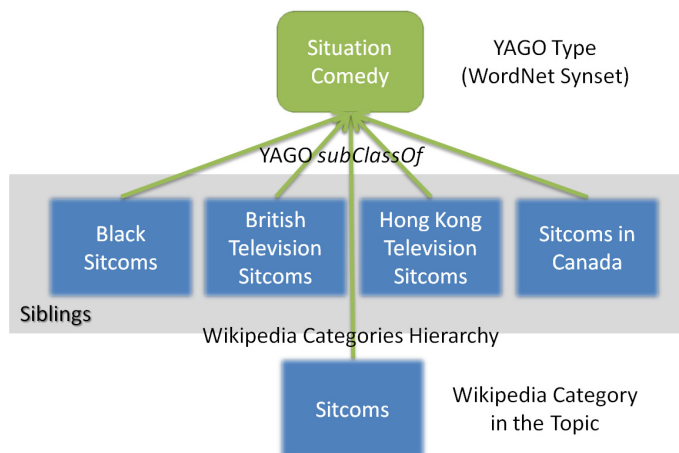 Situation
Comedy
YAGO Type
(WordNet Synset)
YAGO subClassOf
Black
Sitcoms
British
Television
Sitcoms
Hong Kong
Television
Sitcoms
Sitcoms in
Canada
Siblings
Wikipedia Categories Hierarchy
Sitcoms
Wikipedia Category
in the Topic